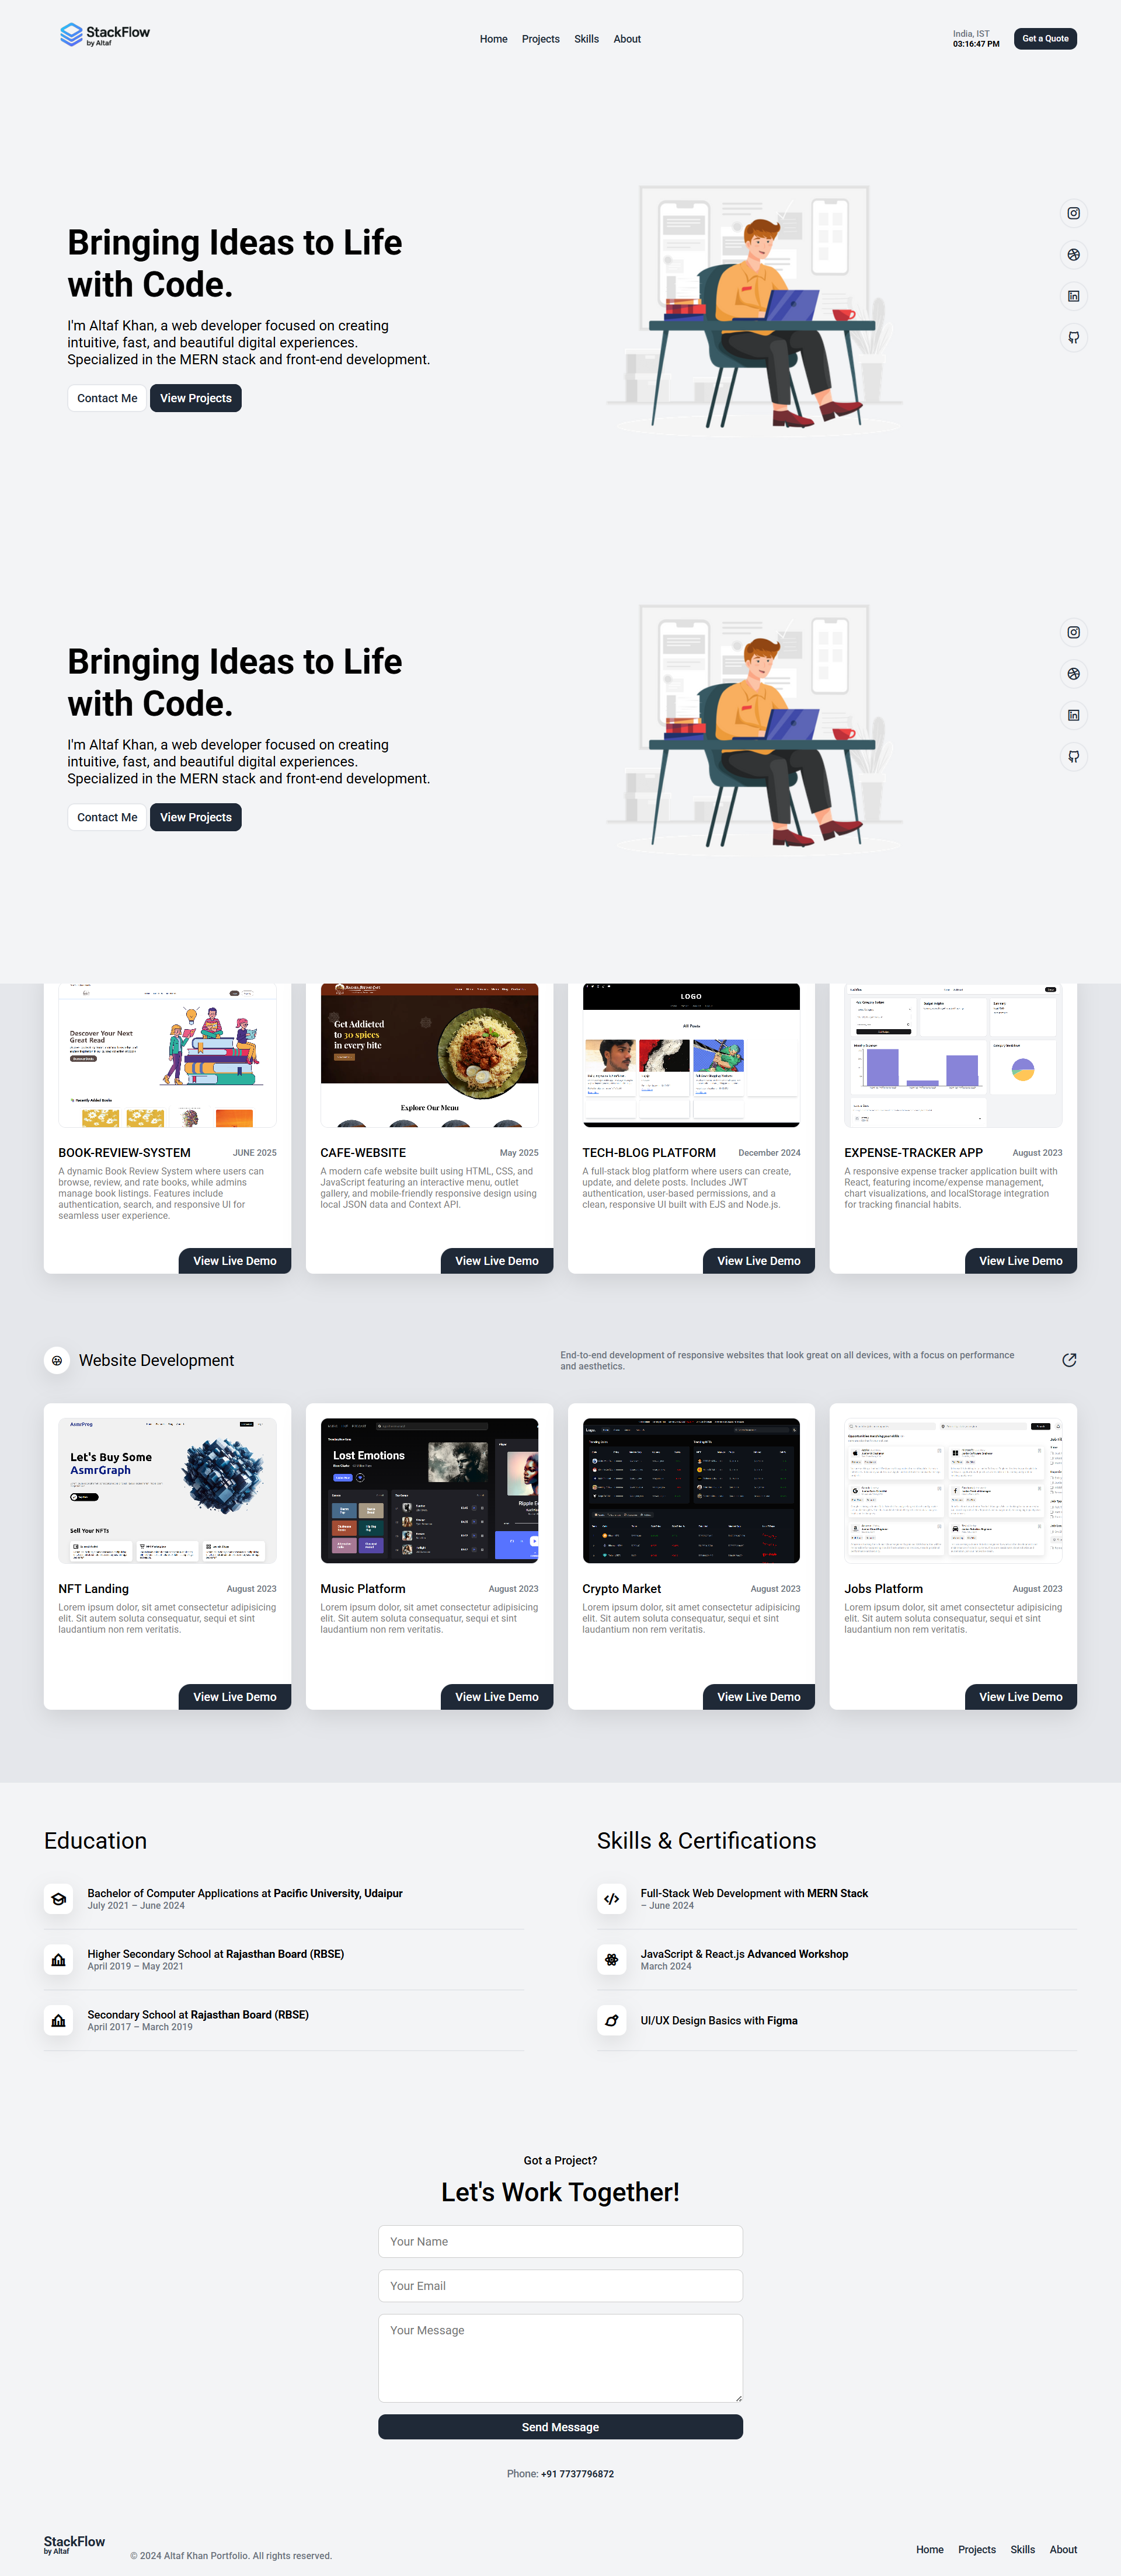 StackFlow
by Altaf
Home Projects Skills About
India, IST
03:16:47 PM
Get a Quote
Bringing Ideas to Life
with Code.
I'm Altaf Khan, a web developer focused on creating
intuitive, fast, and beautiful digital experiences.
Specialized in the MERN stack and front-end development.
Contact Me View Projects
Bringing Ideas to Life
with Code.
I'm Altaf Khan, a web developer focused on creating
intuitive, fast, and beautiful digital experiences.
Specialized in the MERN stack and front-end development.
Contact Me View Projects
Discover Your Next
Great Read
Recently Added Books
BOOK-REVIEW-SYSTEM JUNE 2025
A dynamic Book Review System where users can
browse, review, and rate books, while admins
manage book listings. Features include
authentication, search, and responsive UI for
seamless user experience.
View Live Demo
Get Addicted
to 30 spices
in every bite
Explore Our Menu
CAFE-WEBSITE May 2025
A modern cafe website built using HTML, CSS, and
JavaScript featuring an interactive menu, outlet
gallery, and mobile-friendly responsive design using
local JSON data and Context API.
View Live Demo
LOGO
All Posts
TECH-BLOG PLATFORM December 2024
A full-stack blog platform where users can create,
update, and delete posts. Includes JWT
authentication, user-based permissions, and a
clean, responsive UI built with EJS and Node.js.
View Live Demo
EXPENSE-TRACKER APP August 2023
A responsive expense tracker application built with
React, featuring income/expense management,
chart visualizations, and localStorage integration
for tracking financial habits.
View Live Demo
Website Development
End-to-end development of responsive websites that look great on all devices, with a focus on performance
and aesthetics.
AsmrProg
Let's Buy Some
AsmrGraph
Sell Your NFTs
NFT Landing August 2023
Lorem ipsum dolor, sit amet consectetur adipisicing
elit. Sit autem soluta consequatur, sequi et sint
laudantium non rem veritatis.
View Live Demo
Lost Emotions
Music Platform August 2023
Lorem ipsum dolor, sit amet consectetur adipisicing
elit. Sit autem soluta consequatur, sequi et sint
laudantium non rem veritatis.
View Live Demo
Crypto Market August 2023
Lorem ipsum dolor, sit amet consectetur adipisicing
elit. Sit autem soluta consequatur, sequi et sint
laudantium non rem veritatis.
View Live Demo
Jobs Platform August 2023
Lorem ipsum dolor, sit amet consectetur adipisicing
elit. Sit autem soluta consequatur, sequi et sint
laudantium non rem veritatis.
View Live Demo
Education
Bachelor of Computer Applications at Pacific University, Udaipur
July 2021 – June 2024
Higher Secondary School at Rajasthan Board (RBSE)
April 2019 – May 2021
Secondary School at Rajasthan Board (RBSE)
April 2017 – March 2019
Skills & Certifications
Full-Stack Web Development with MERN Stack
– June 2024
JavaScript & React.js Advanced Workshop
March 2024
UI/UX Design Basics with Figma
Got a Project?
Let's Work Together!
Your Name
Your Email
Your Message
Send Message
Phone: +91 7737796872
StackFlow
by Altaf
© 2024 Altaf Khan Portfolio. All rights reserved.
Home Projects Skills About